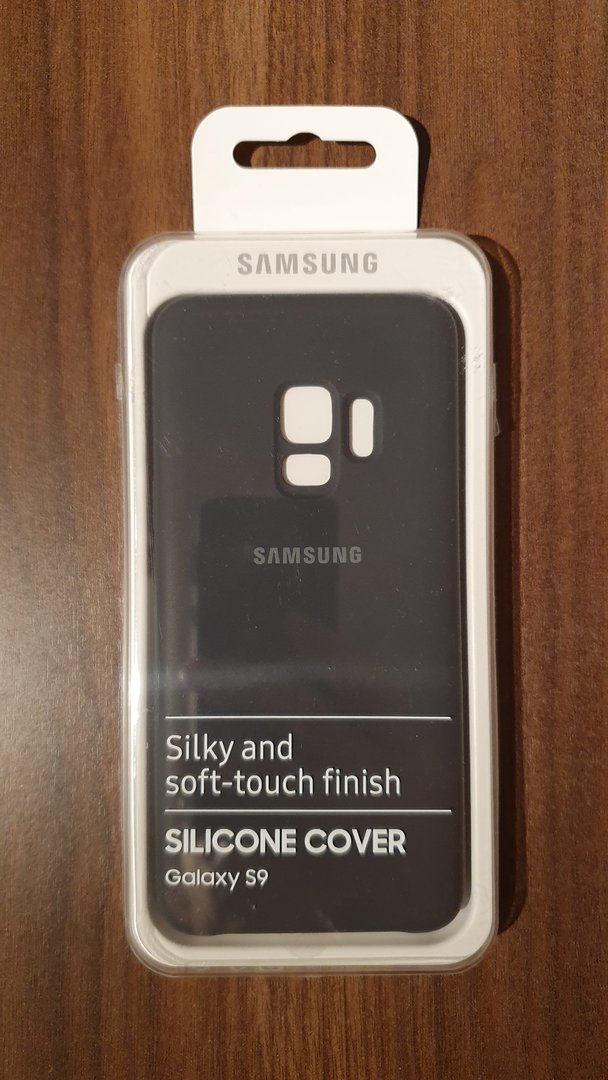 SAMSUNG
SAMSUNG
Silky and
soft-touch finish
SILICONE COVER
Galaxy S9